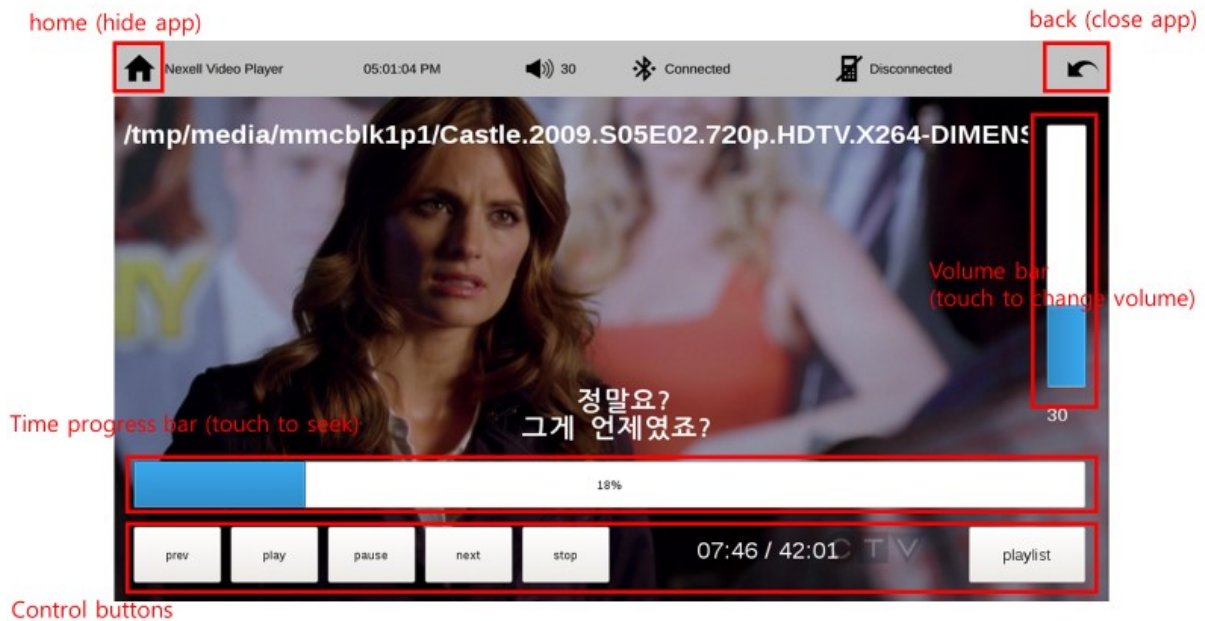 home (hide app)
back (close app)
Nexell Video Player
05:01:04 PM
30
Connected
Disconnected
/tmp/media/mmcblk1p1/Castle.2009.S05E02.720p.HDTV.X264-DIMENS
Volume bar
(touch to change volume)
정말요?
그게 언제였죠?
30
Time progress bar (touch to seek)
18%
prev
play
pause
next
stop
07:46 / 42:01
CTV
playlist
Control buttons